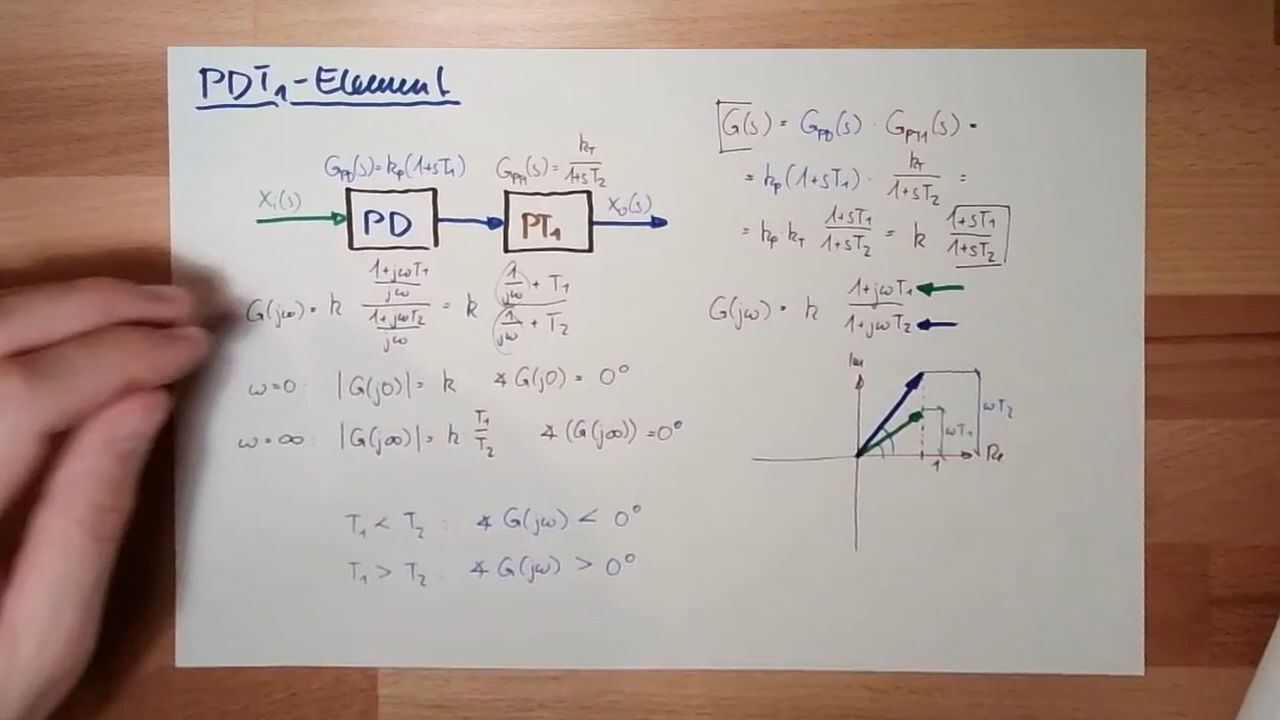 PDT₁-Element
G_PD(s)=k_p(1+sT₁)
G_PT1(s)= k_T/(1+sT₂)
X_i(s)
PD
PT₁
X_o(s)
G(jω) = k ((1+jωT₁)/jω)/((1+jωT₂)/jω) = k (1/jω + T₁)/(1/jω + T₂)
ω=0: |G(j0)| = k ∢G(j0) = 0°
ω=∞ |G(j∞)| = k T₁/T₂ ∢(G(j∞)) = 0°
T₁ < T₂ : ∢G(jω) < 0°
T₁ > T₂ ∢G(jω) > 0°
G(s) = G_PD(s) · G_PT1(s) =
= k_p(1+sT₁) · k_T/(1+sT₂) =
= k_p·k_T (1+sT₁)/(1+sT₂) = k (1+sT₁)/(1+sT₂)
G(jω) = k (1+jωT₁)/(1+jωT₂)
Im
ωT₂
ωT₁
Re
1